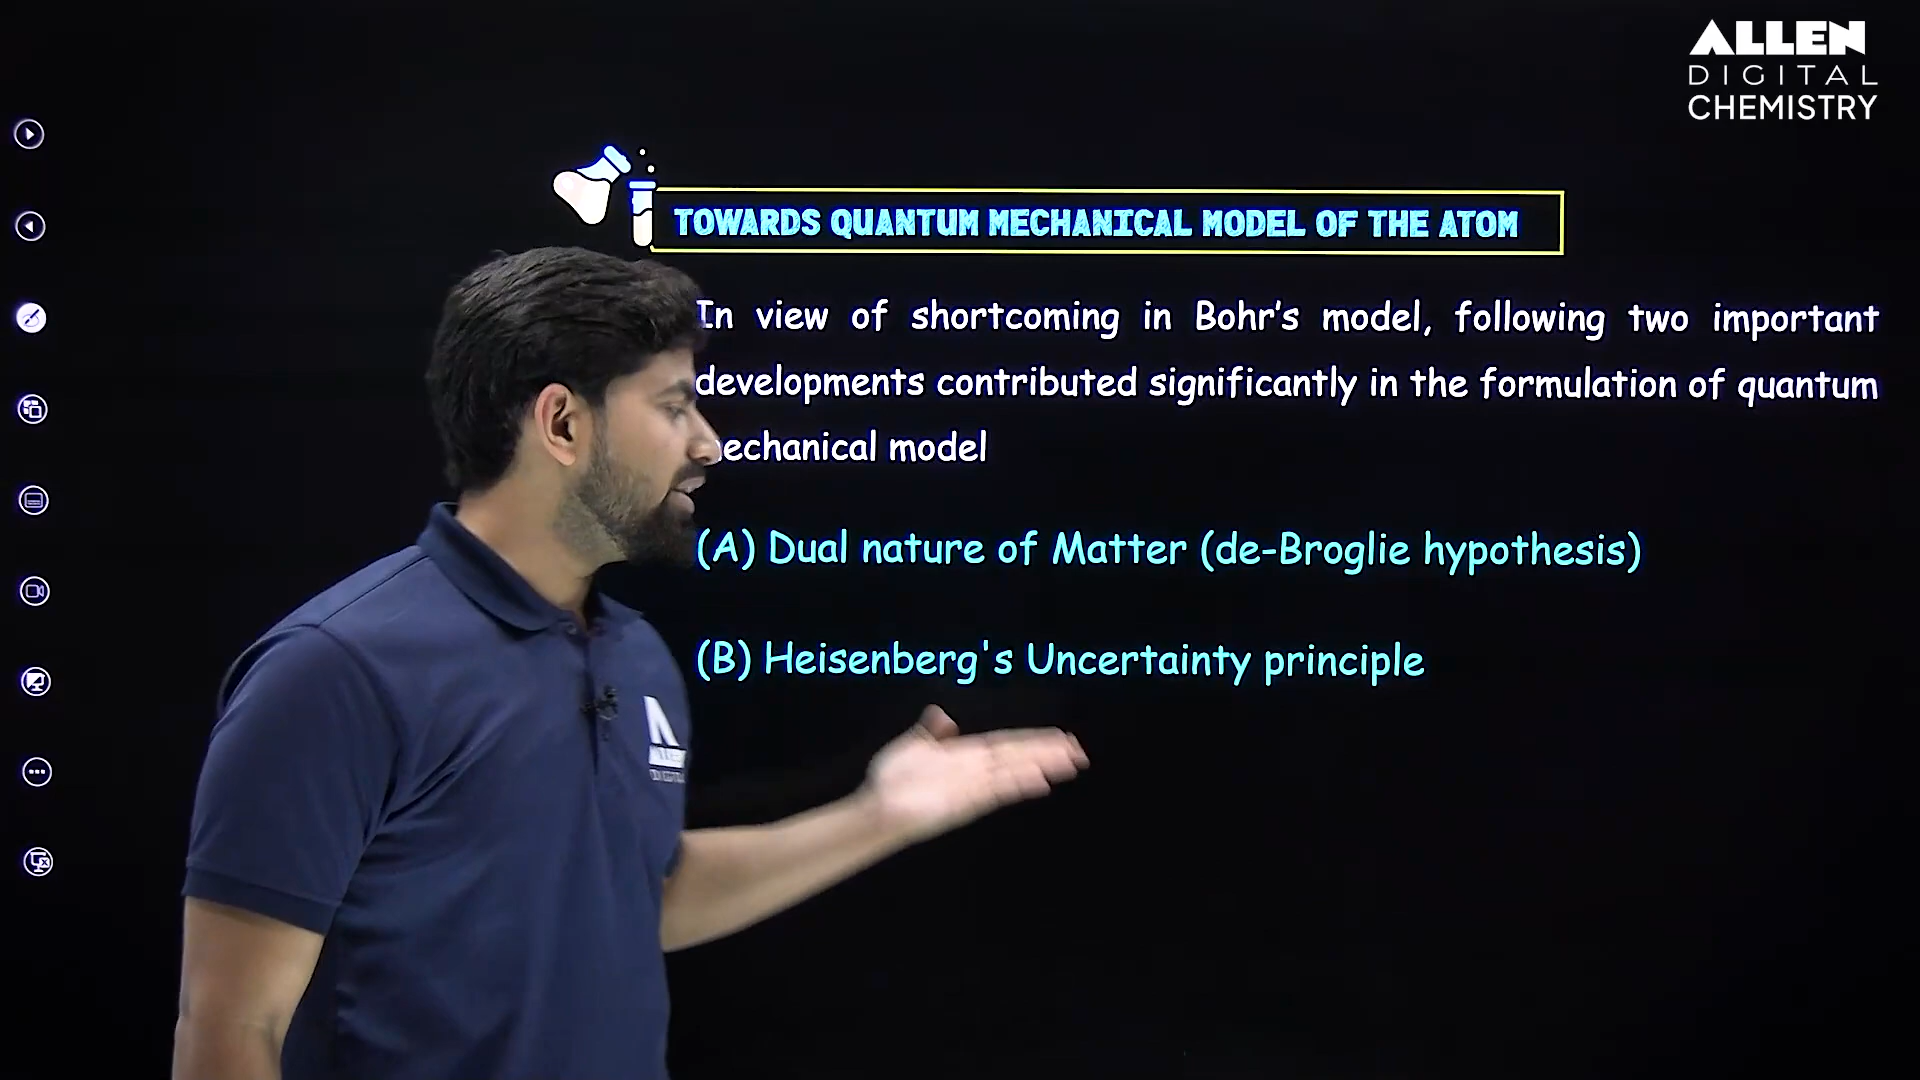 ALLEN
DIGITAL
CHEMISTRY
TOWARDS QUANTUM MECHANICAL MODEL OF THE ATOM
In view of shortcoming in Bohr's model, following two important
developments contributed significantly in the formulation of quantum
mechanical model
(A) Dual nature of Matter (de-Broglie hypothesis)
(B) Heisenberg's Uncertainty principle